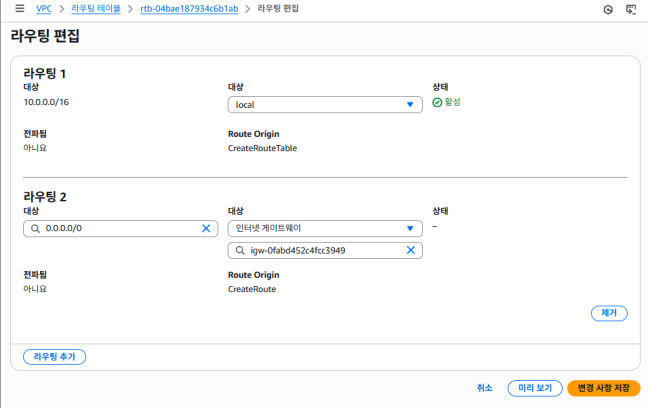 VPC > 라우팅 테이블 > rtb-04bae187934c6b1ab > 라우팅 편집
라우팅 편집
라우팅 1
대상 대상 상태
10.0.0.0/16 local 활성
전파됨 Route Origin
아니요 CreateRouteTable
라우팅 2
대상 대상 상태
0.0.0.0/0 인터넷 게이트웨이 –
igw-0fabd452c4fcc3949
전파됨 Route Origin
아니요 CreateRoute
제거
라우팅 추가
취소 미리 보기 변경 사항 저장